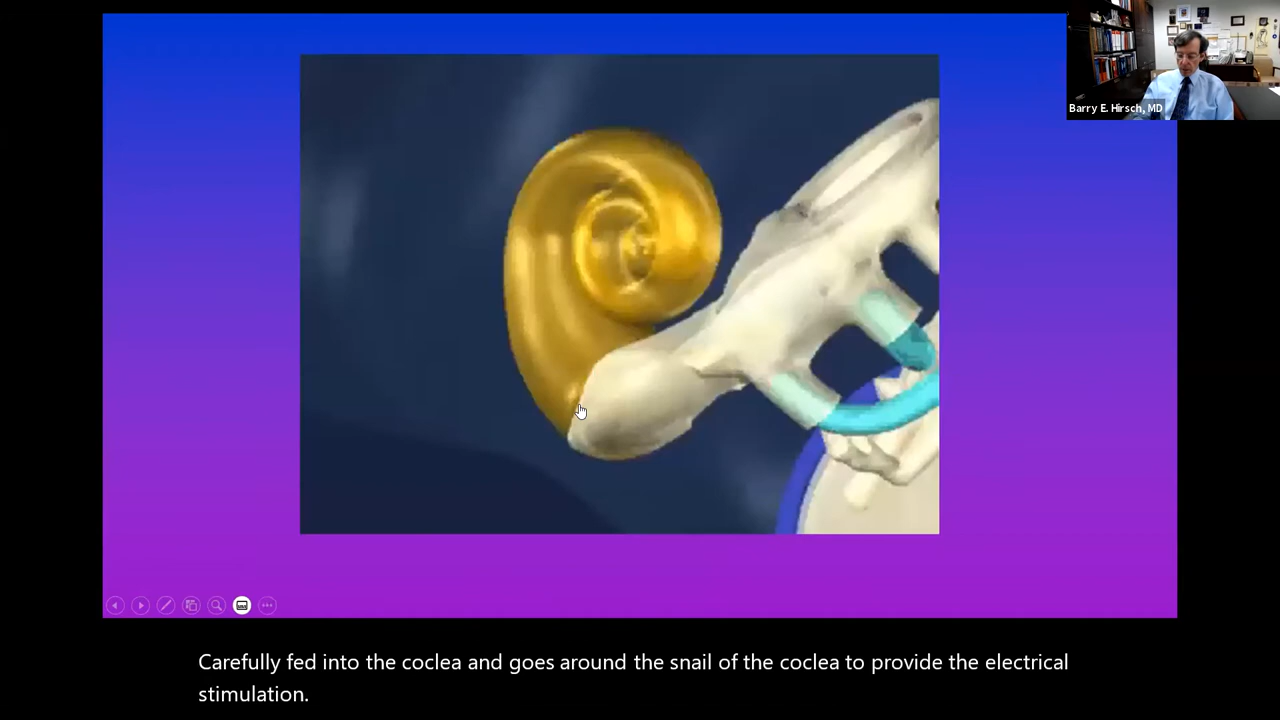 Barry E. Hirsch, MD
Carefully fed into the coclea and goes around the snail of the coclea to provide the electrical
stimulation.